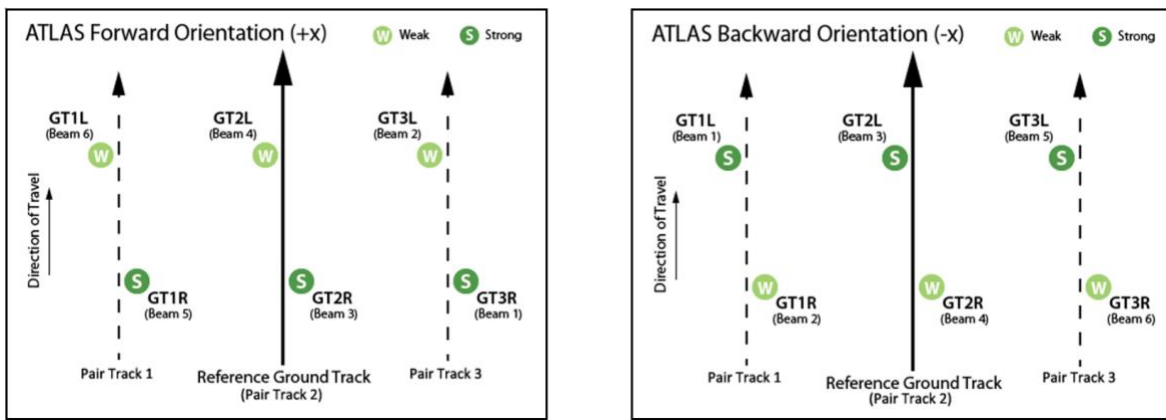 ATLAS Forward Orientation (+x)
W Weak
S Strong
GT1L
(Beam 6)
W
GT2L
(Beam 4)
W
GT3L
(Beam 2)
W
Direction of Travel
S
GT1R
(Beam 5)
S
GT2R
(Beam 3)
S
GT3R
(Beam 1)
Pair Track 1
Reference Ground Track
(Pair Track 2)
Pair Track 3
ATLAS Backward Orientation (-x)
W Weak
S Strong
GT1L
(Beam 1)
S
GT2L
(Beam 3)
S
GT3L
(Beam 5)
S
Direction of Travel
W
GT1R
(Beam 2)
W
GT2R
(Beam 4)
W
GT3R
(Beam 6)
Pair Track 1
Reference Ground Track
(Pair Track 2)
Pair Track 3